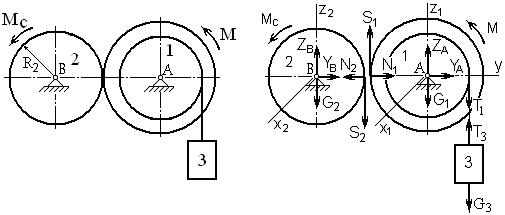 Mc
R2
2
B
1
A
M
3
Mc
z2
S1
z1
M
ZB
2
B
YB
N2
N1
1
ZA
A
YA
y
G2
G1
x2
S2
x1
T1
T3
3
G3